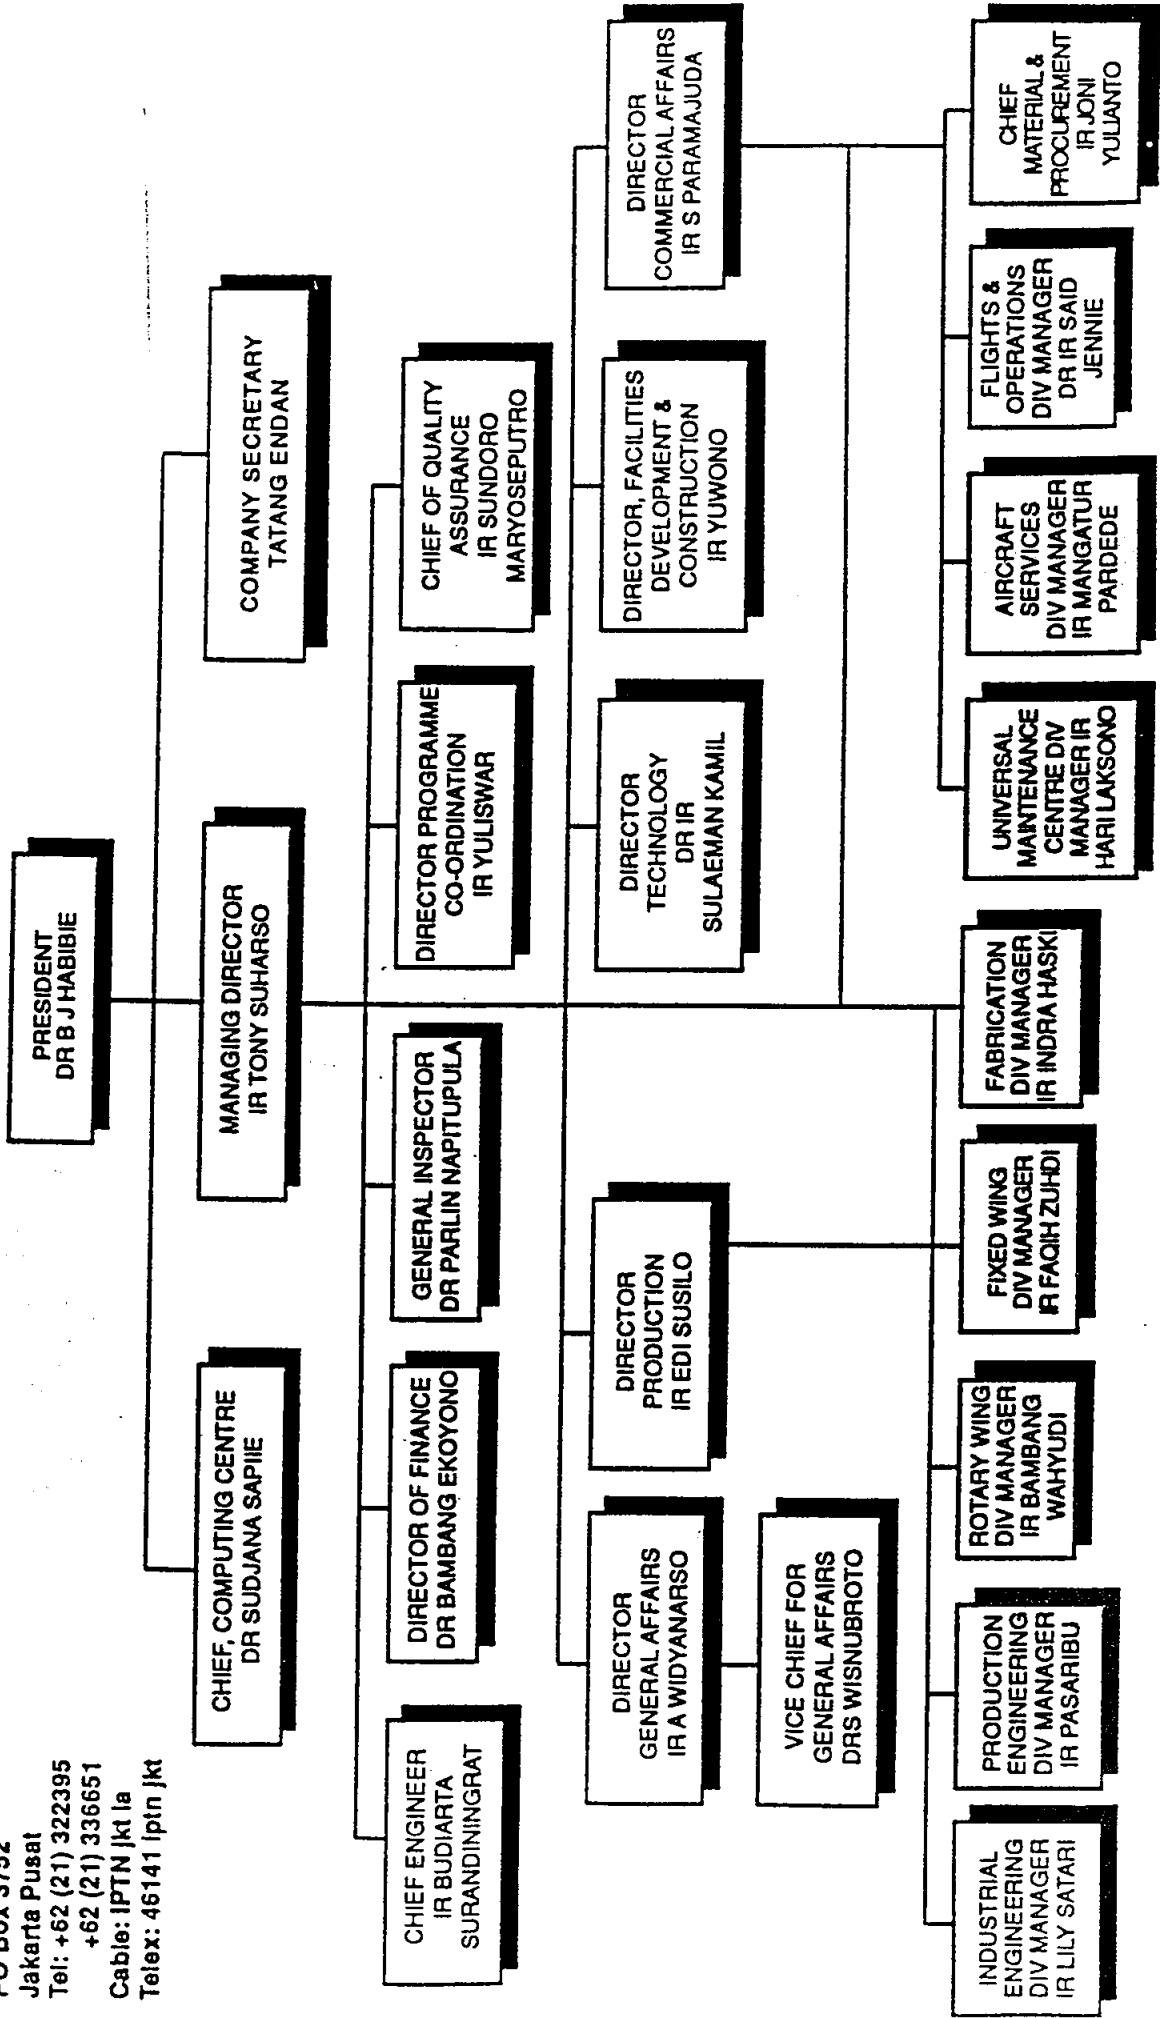 PO Box 3752
Jakarta Pusat
Tel: +62 (21) 322395
+62 (21) 336651
Cable: IPTN Jkt Ia
Telex: 46141 Iptn Jkt
PRESIDENT
DR B J HABIBIE
CHIEF, COMPUTING CENTRE
DR SUDJANA SAPIIE
MANAGING DIRECTOR
IR TONY SUHARSO
COMPANY SECRETARY
TATANG ENDAN
CHIEF ENGINEER
IR BUDIARTA
SURANDININGRAT
DIRECTOR OF FINANCE
DR BAMBANG EKOYONO
GENERAL INSPECTOR
DR PARLIN NAPITUPULA
DIRECTOR PROGRAMME
CO-ORDINATION
IR YULISWAR
CHIEF OF QUALITY
ASSURANCE
IR SUNDORO
MARYOSEPUTRO
DIRECTOR
GENERAL AFFAIRS
IR A WIDYANARSO
DIRECTOR
PRODUCTION
IR EDI SUSILO
DIRECTOR
TECHNOLOGY
DR IR
SULAEMAN KAMIL
DIRECTOR, FACILITIES
DEVELOPMENT &
CONSTRUCTION
IR YUWONO
DIRECTOR
COMMERCIAL AFFAIRS
IR S PARAMAJUDA
VICE CHIEF FOR
GENERAL AFFAIRS
DRS WISNUBROTO
INDUSTRIAL
ENGINEERING
DIV MANAGER
IR LILY SATARI
PRODUCTION
ENGINEERING
DIV MANAGER
IR PASARIBU
ROTARY WING
DIV MANAGER
IR BAMBANG
WAHYUDI
FIXED WING
DIV MANAGER
IR FAQIH ZUHDI
FABRICATION
DIV MANAGER
IR INDRA HASKI
UNIVERSAL
MAINTENANCE
CENTRE DIV
MANAGER IR
HARI LAKSONO
AIRCRAFT
SERVICES
DIV MANAGER
IR MANGATUR
PARDEDE
FLIGHTS &
OPERATIONS
DIV MANAGER
DR IR SAID
JENNIE
CHIEF
MATERIAL &
PROCUREMENT
IR JONI
YULIANTO